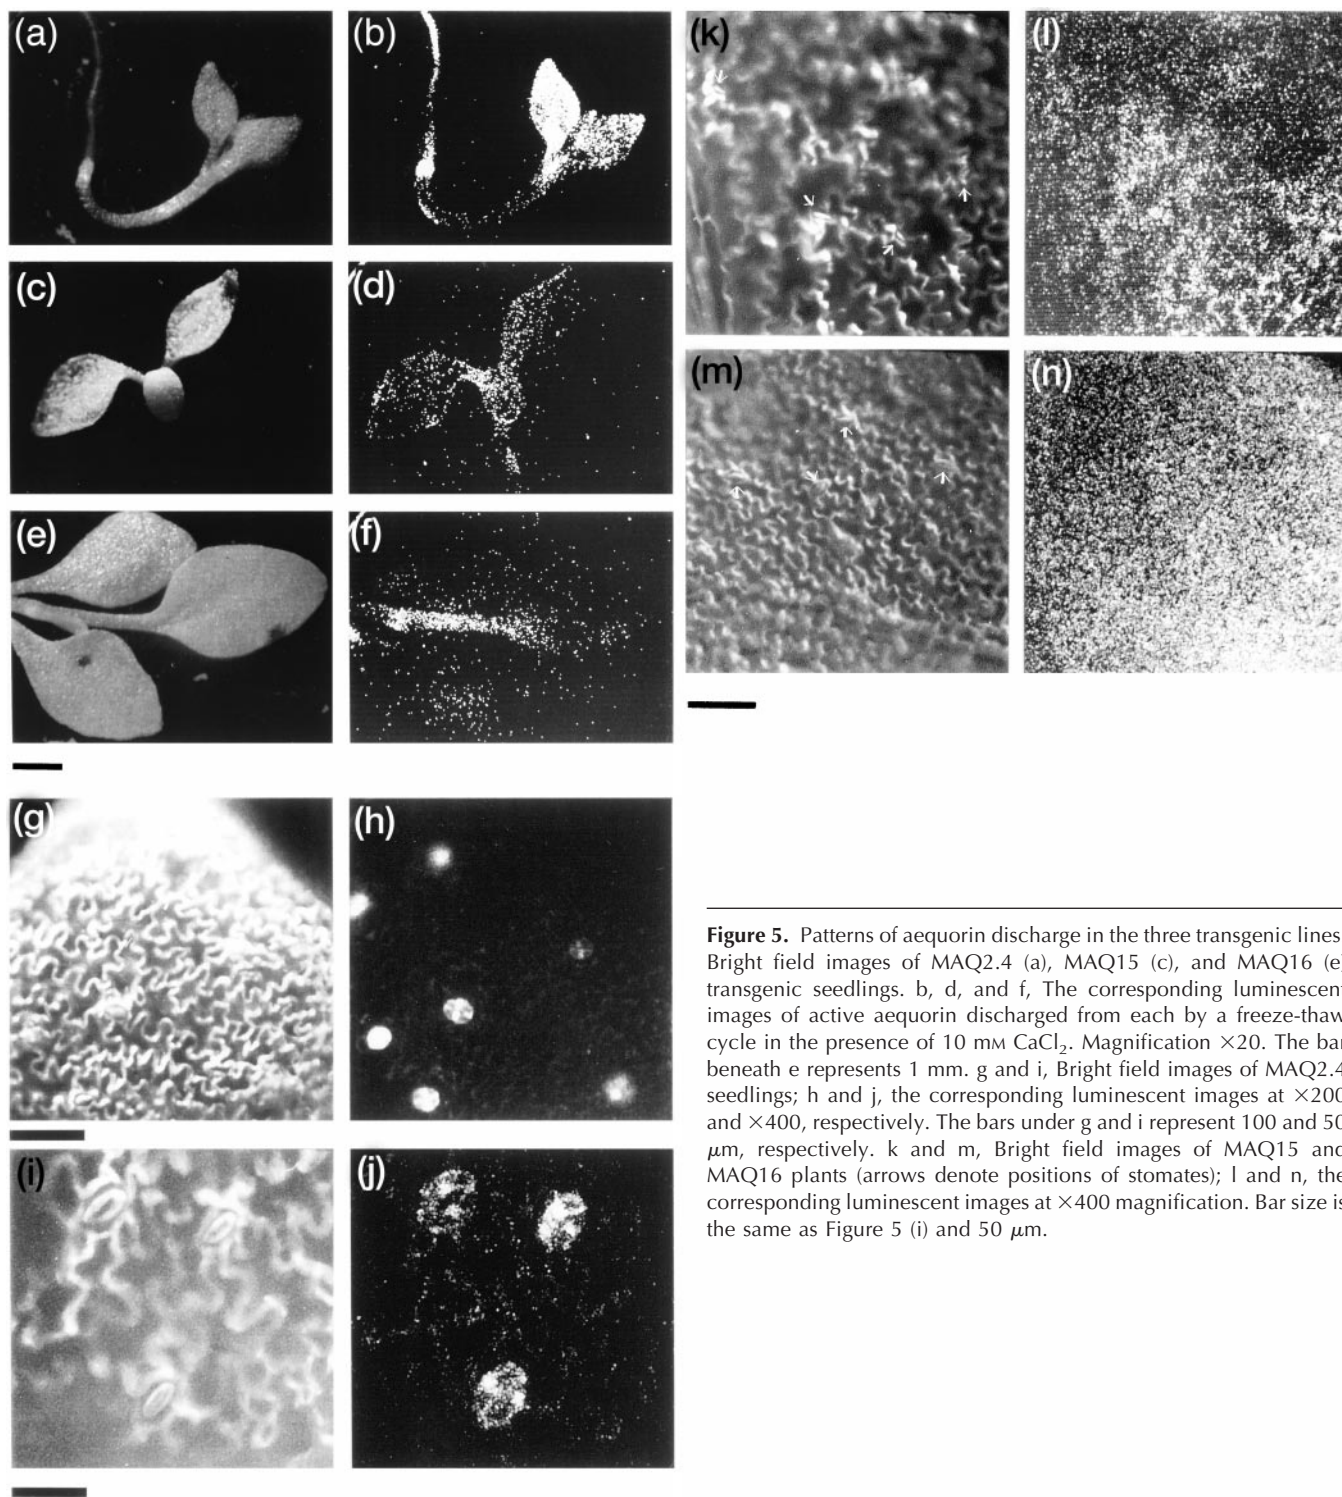 (a)
(b)
(k)
(l)
(c)
(d)
(m)
(n)
(e)
(f)
(g)
(h)
Figure 5. Patterns of aequorin discharge in the three transgenic lines
Bright field images of MAQ2.4 (a), MAQ15 (c), and MAQ16 (e)
transgenic seedlings. b, d, and f, The corresponding luminescent
images of active aequorin discharged from each by a freeze-thaw
cycle in the presence of 10 mM CaCl₂. Magnification ×20. The bar
beneath e represents 1 mm. g and i, Bright field images of MAQ2.4
seedlings; h and j, the corresponding luminescent images at ×200
and ×400, respectively. The bars under g and i represent 100 and 50
μm, respectively. k and m, Bright field images of MAQ15 and
MAQ16 plants (arrows denote positions of stomates); l and n, the
corresponding luminescent images at ×400 magnification. Bar size is
the same as Figure 5 (i) and 50 μm.
(i)
(j)